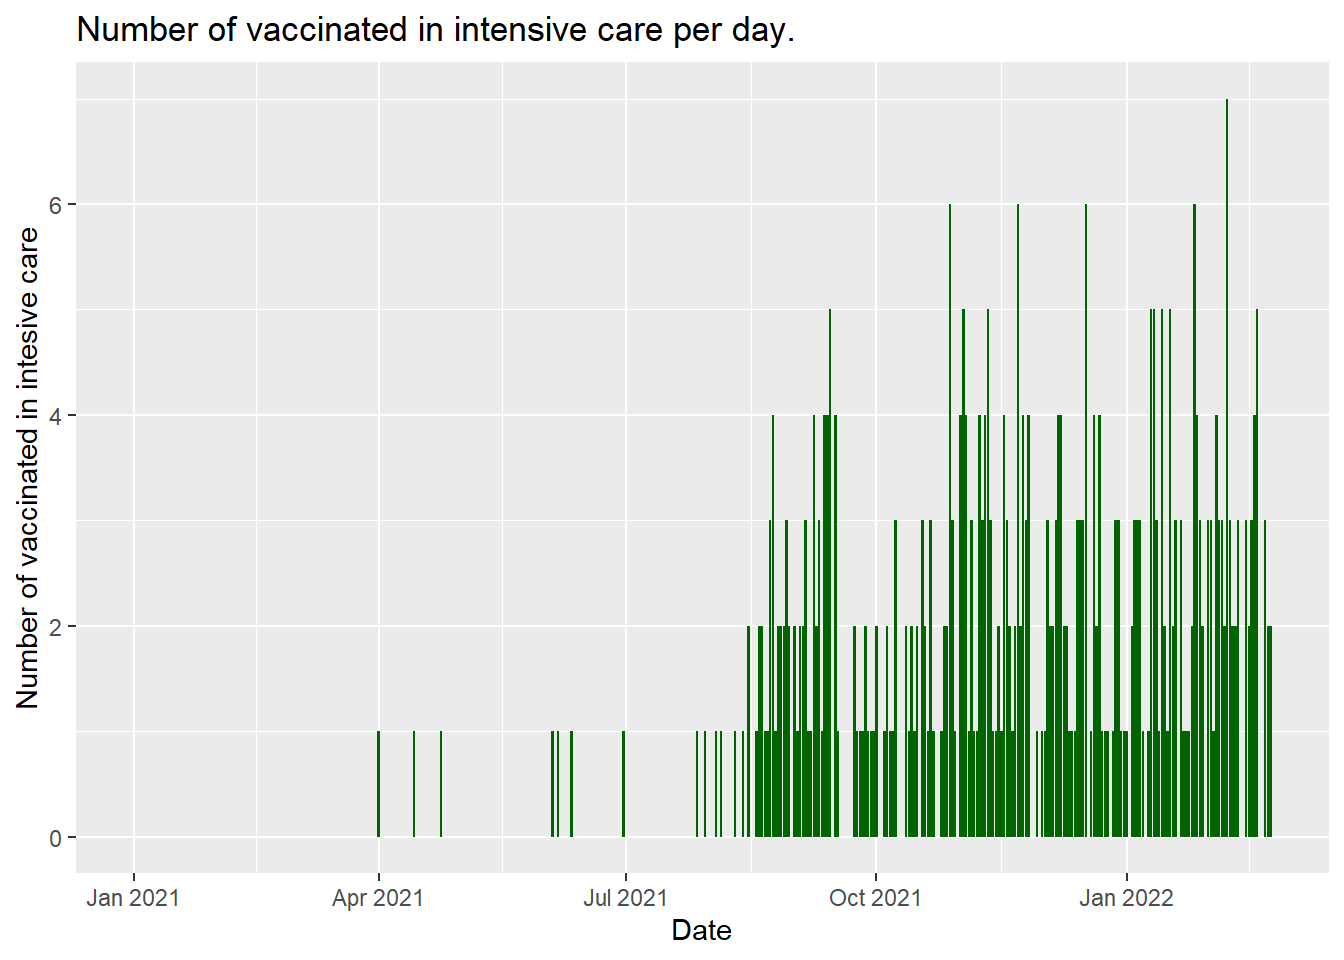 Number of vaccinated in intensive care per day.
Number of vaccinated in intesive care
6
4
2
0
Jan 2021 Apr 2021 Jul 2021 Oct 2021 Jan 2022
Date